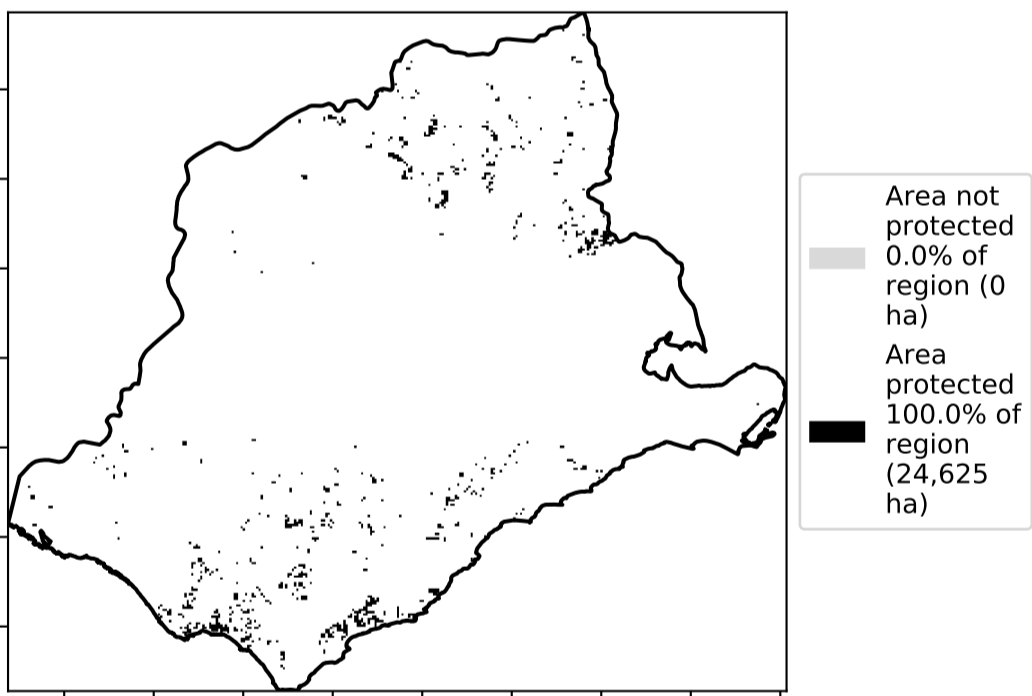 Area not
protected
0.0% of
region (0
ha)
Area
protected
100.0% of
region
(24,625
ha)